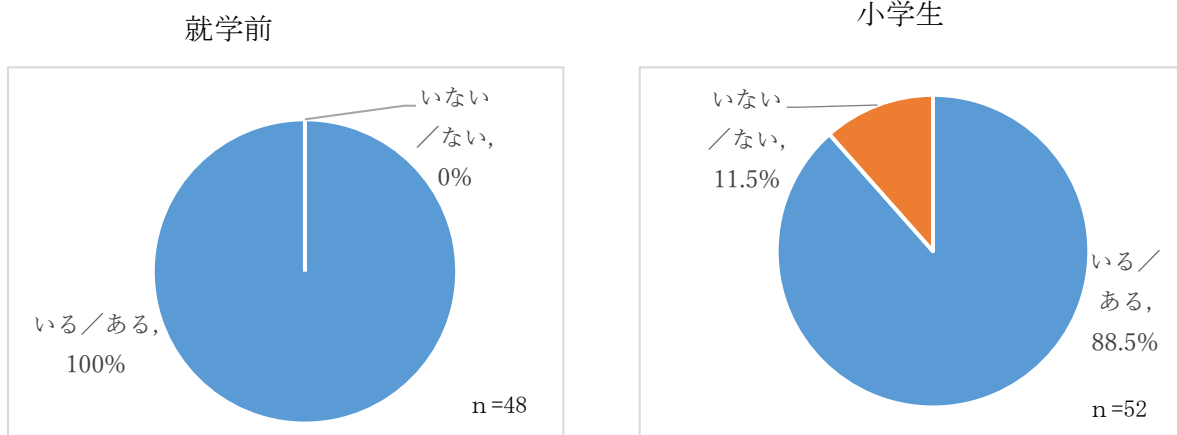 就学前
いない
／ない,
0%
いる／ある,
100%
ｎ=48
小学生
いない
／ない,
11.5%
いる／
ある,
88.5%
ｎ=52